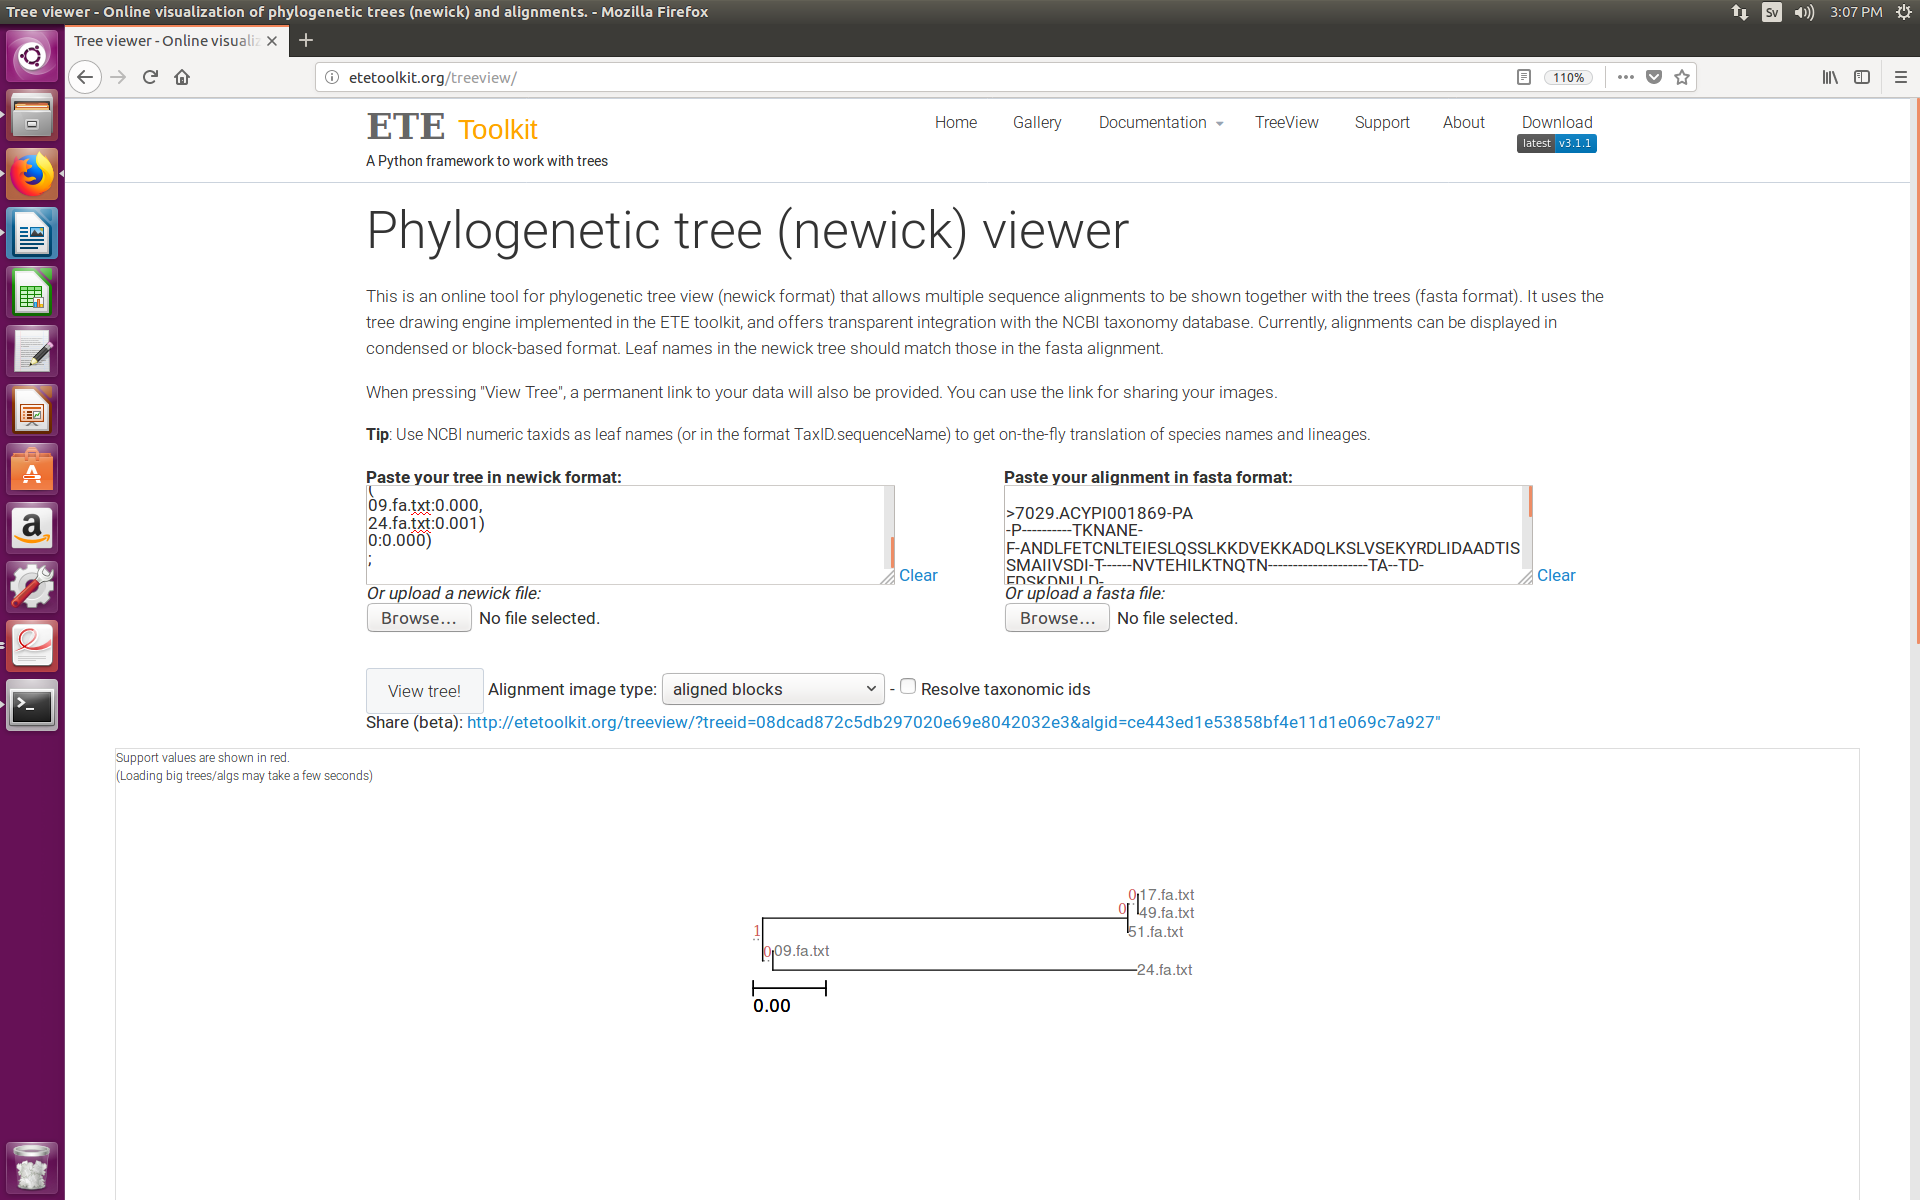 Tree viewer - Online visualization of phylogenetic trees (newick) and alignments. - Mozilla Firefox
Sv
3:07 PM
Tree viewer - Online visualiz
etetoolkit.org/treeview/
110%
ETE Toolkit
A Python framework to work with trees
Home
Gallery
Documentation
TreeView
Support
About
Download
latest v3.1.1
Phylogenetic tree (newick) viewer
This is an online tool for phylogenetic tree view (newick format) that allows multiple sequence alignments to be shown together with the trees (fasta format). It uses the
tree drawing engine implemented in the ETE toolkit, and offers transparent integration with the NCBI taxonomy database. Currently, alignments can be displayed in
condensed or block-based format. Leaf names in the newick tree should match those in the fasta alignment.
When pressing "View Tree", a permanent link to your data will also be provided. You can use the link for sharing your images.
Tip: Use NCBI numeric taxids as leaf names (or in the format TaxID.sequenceName) to get on-the-fly translation of species names and lineages.
Paste your tree in newick format:
(
09.fa.txt:0.000,
24.fa.txt:0.001)
0:0.000)
;
Clear
Or upload a newick file:
Browse... No file selected.
Paste your alignment in fasta format:
>7029.ACYPI001869-PA
-P----------TKNANE-
F-ANDLFETCNLTEIESLQSSLKKDVEKKADQLKSLVSEKYRDLIDAADTIS
SMAIIVSDI-T------NVTEHILKTNQTN--------------------TA--TD-
FDSKDNLLD-
Clear
Or upload a fasta file:
Browse... No file selected.
View tree! Alignment image type: aligned blocks - Resolve taxonomic ids
Share (beta): http://etetoolkit.org/treeview/?treeid=08dcad872c5db297020e69e8042032e3&algid=ce443ed1e53858bf4e11d1e069c7a927"
Support values are shown in red.
(Loading big trees/algs may take a few seconds)
0 17.fa.txt
0 49.fa.txt
51.fa.txt
1
0 09.fa.txt
24.fa.txt
0.00